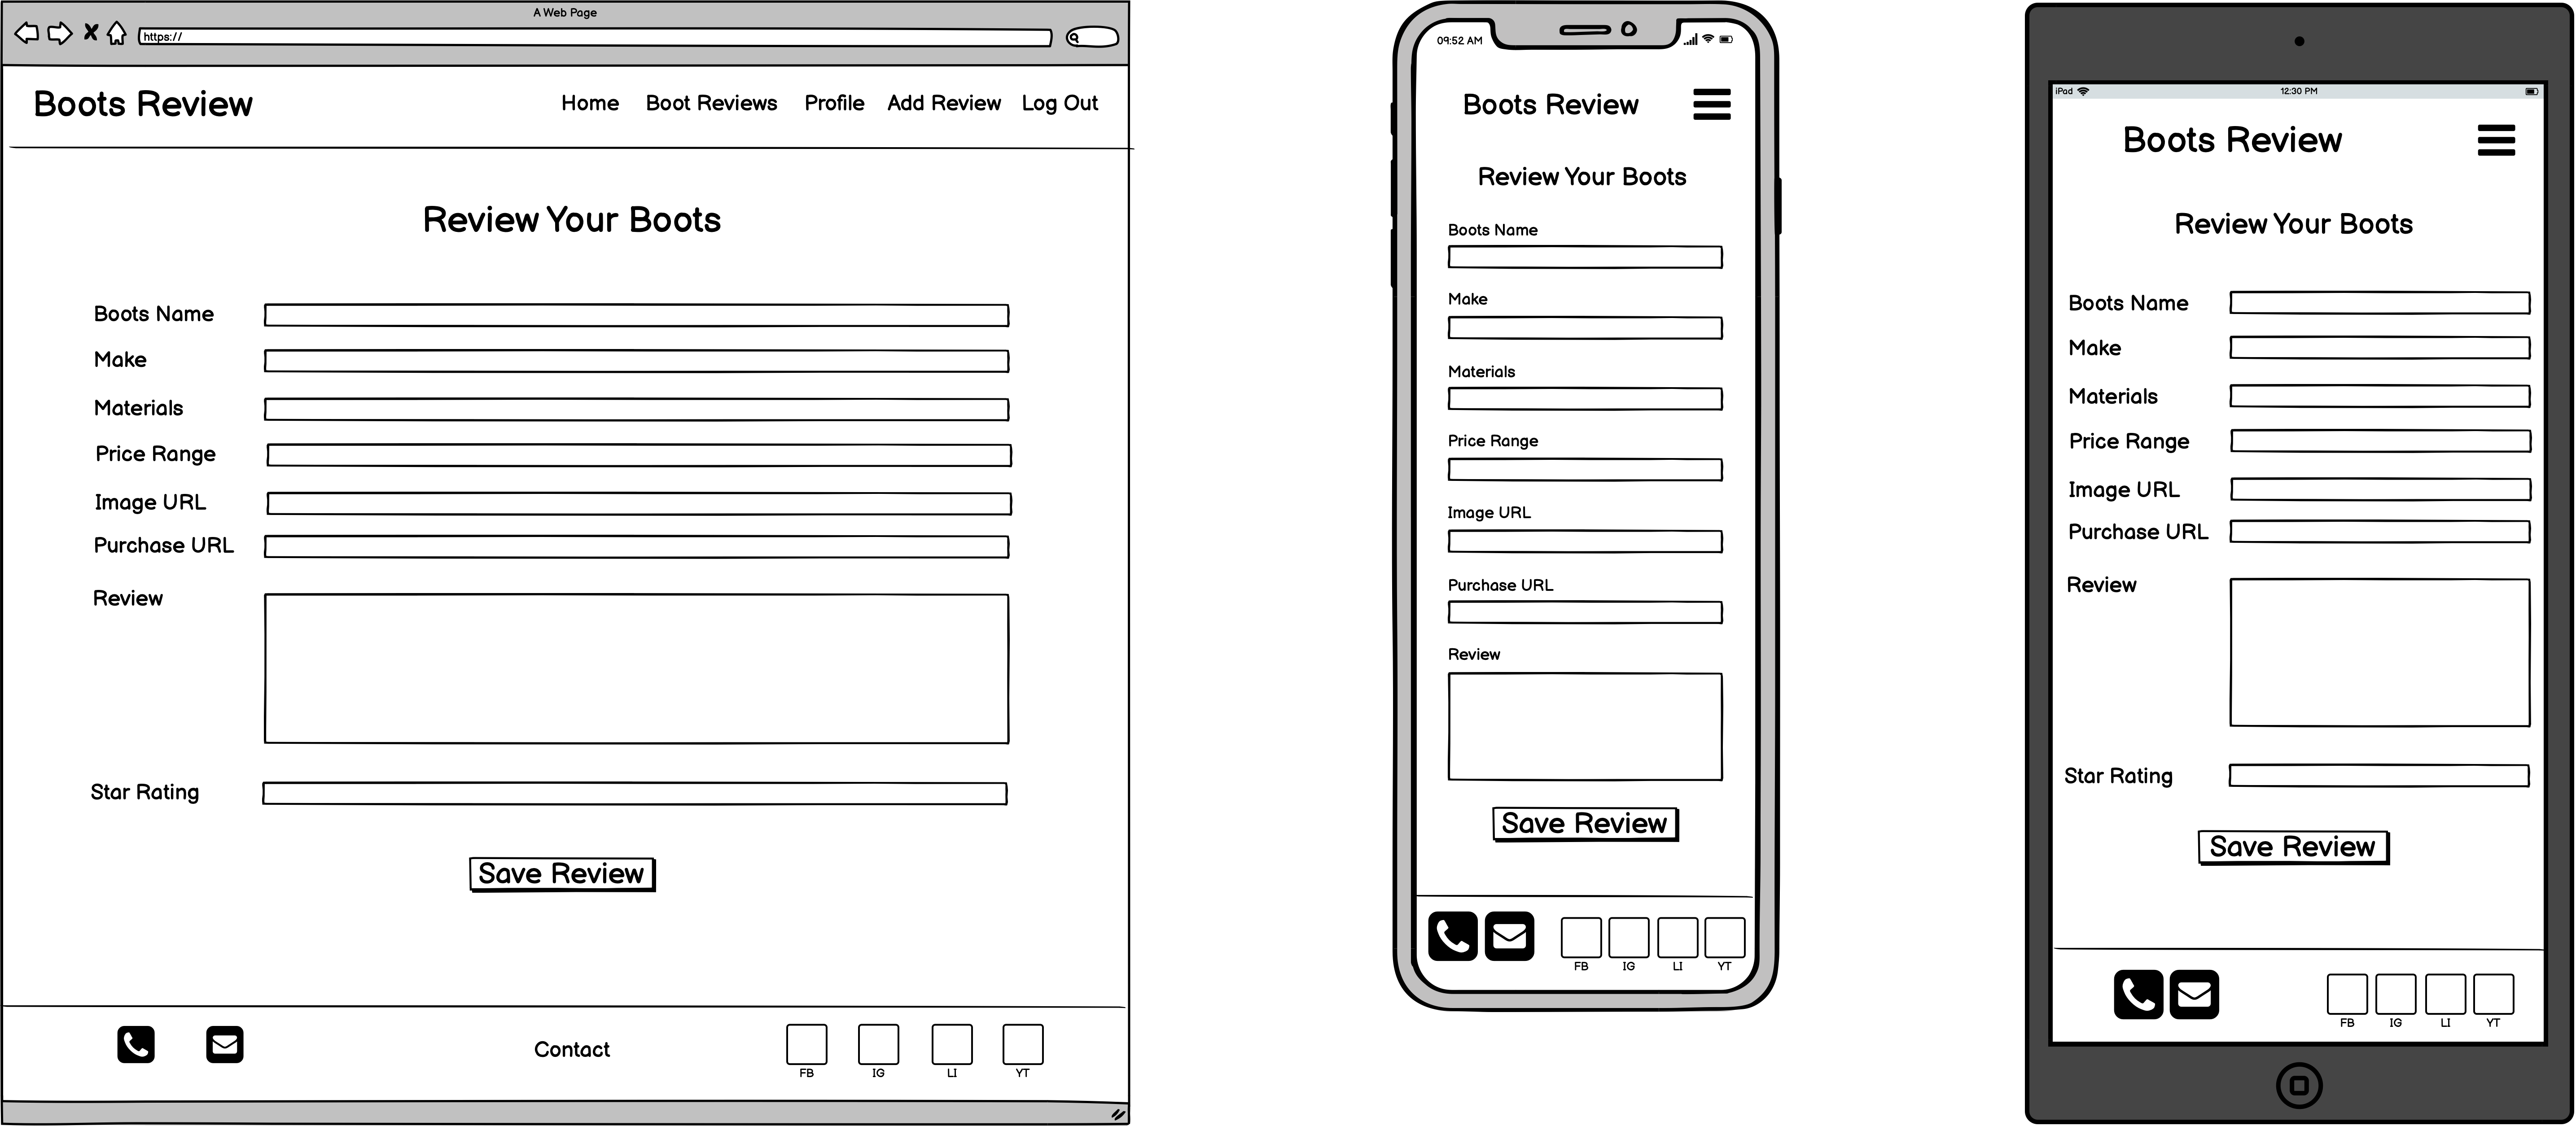 A Web Page
https://
Boots Review
Home Boot Reviews Profile Add Review Log Out
Review Your Boots
Boots Name
Make
Materials
Price Range
Image URL
Purchase URL
Review
Star Rating
Save Review
Contact
FB IG LI YT
09:52 AM
Boots Review
Review Your Boots
Boots Name
Make
Materials
Price Range
Image URL
Purchase URL
Review
Save Review
FB IG LI YT
iPad 12:30 PM
Boots Review
Review Your Boots
Boots Name
Make
Materials
Price Range
Image URL
Purchase URL
Review
Star Rating
Save Review
FB IG LI YT